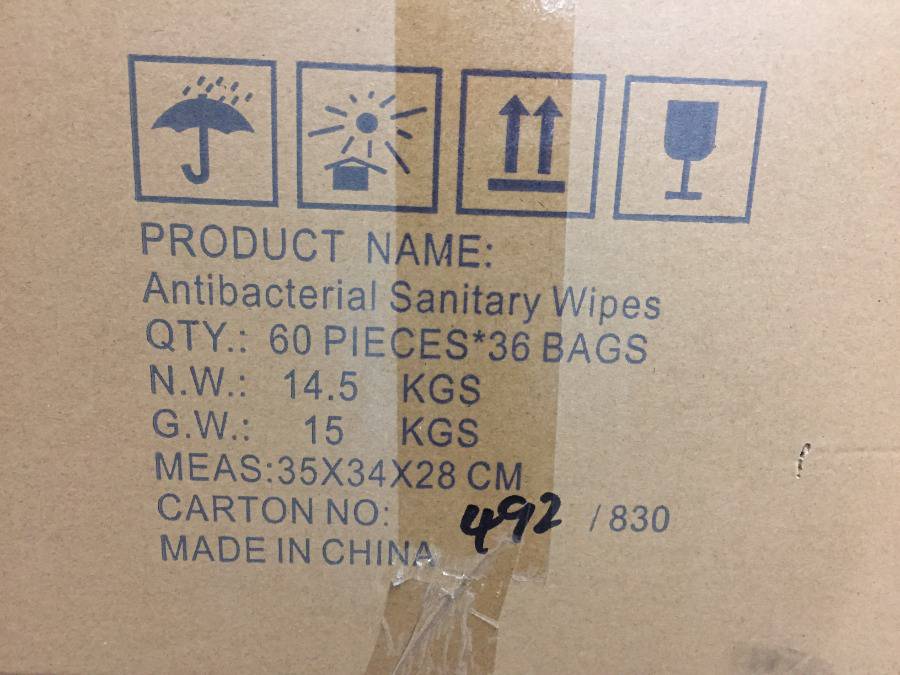 PRODUCT NAME:
Antibacterial Sanitary Wipes
QTY.: 60 PIECES*36 BAGS
N.W.: 14.5 KGS
G.W.: 15 KGS
MEAS:35X34X28 CM
CARTON NO: 492 / 830
MADE IN CHINA